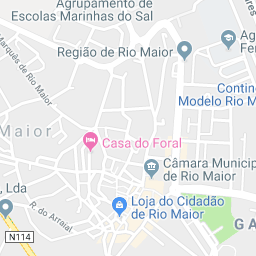 Agrupamento de
Escolas Marinhas do Sal
Região de Rio Maior
Marquês de Rio Maior
Contine
Modelo Rio M
Maior
Casa do Foral
Câmara Municip
de Rio Maior
, Lda
Loja do Cidadão
de Rio Maior
R. do Arraial
N114
G A